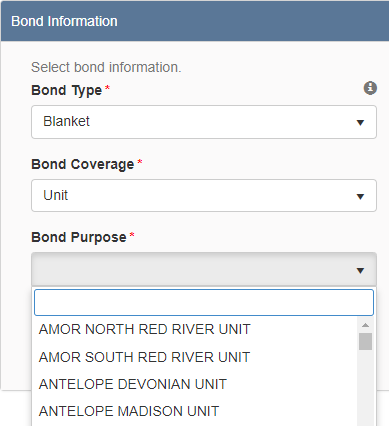 Bond Information
Select bond information.
Bond Type *
Blanket
Bond Coverage *
Unit
Bond Purpose *
AMOR NORTH RED RIVER UNIT
AMOR SOUTH RED RIVER UNIT
ANTELOPE DEVONIAN UNIT
ANTELOPE MADISON UNIT